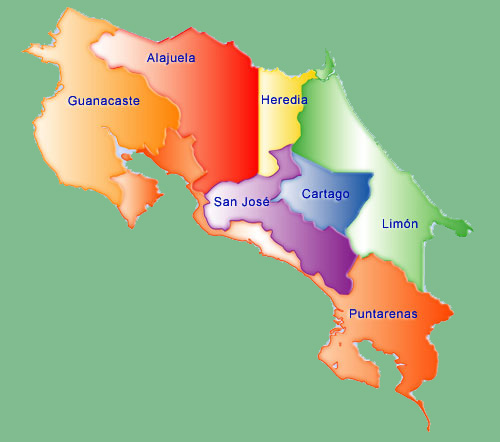 Alajuela
Guanacaste
Heredia
San José
Cartago
Limón
Puntarenas